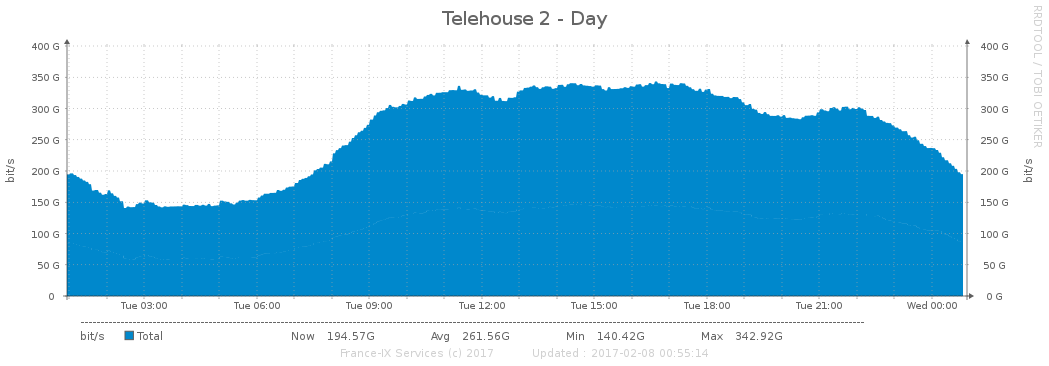 Telehouse 2 - Day
RRDTOOL / TOBI OETIKER
bit/s
400 G
350 G
300 G
250 G
200 G
150 G
100 G
50 G
0
400 G
350 G
300 G
250 G
200 G
150 G
100 G
50 G
0 G
bit/s
Tue 03:00 Tue 06:00 Tue 09:00 Tue 12:00 Tue 15:00 Tue 18:00 Tue 21:00 Wed 00:00
bit/s Total Now 194.57G Avg 261.56G Min 140.42G Max 342.92G
France-IX Services (c) 2017 Updated : 2017-02-08 00:55:14